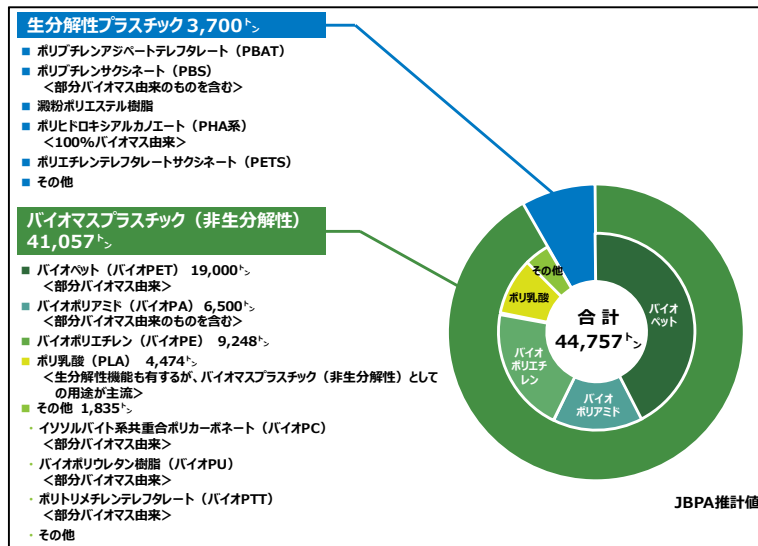 生分解性プラスチック 3,700㌧
■ ポリブチレンアジペートテレフタレート（PBAT）
■ ポリブチレンサクシネート（PBS）
＜部分バイオマス由来のものを含む＞
■ 澱粉ポリエステル樹脂
■ ポリヒドロキシアルカノエート（PHA系）
＜100%バイオマス由来＞
■ ポリエチレンテレフタレートサクシネート（PETS）
■ その他
バイオマスプラスチック（非生分解性）
41,057㌧
■ バイオペット（バイオPET） 19,000㌧
＜部分バイオマス由来＞
■ バイオポリアミド（バイオPA） 6,500㌧
＜部分バイオマス由来のものを含む＞
■ バイオポリエチレン（バイオPE） 9,248㌧
■ ポリ乳酸（PLA） 4,474㌧
＜生分解性機能も有するが、バイオマスプラスチック（非生分解性）として
の用途が主流＞
■ その他 1,835㌧
・イソソルバイト系共重合ポリカーボネート（バイオPC）
＜部分バイオマス由来＞
・バイオポリウレタン樹脂（バイオPU）
＜部分バイオマス由来＞
・ポリトリメチレンテレフタレート（バイオPTT）
＜部分バイオマス由来＞
・その他
その他
ポリ乳酸
バイオ
ポリエチ
レン
バイオ
ポリアミド
バイオ
ペット
合 計
44,757㌧
JBPA推計値